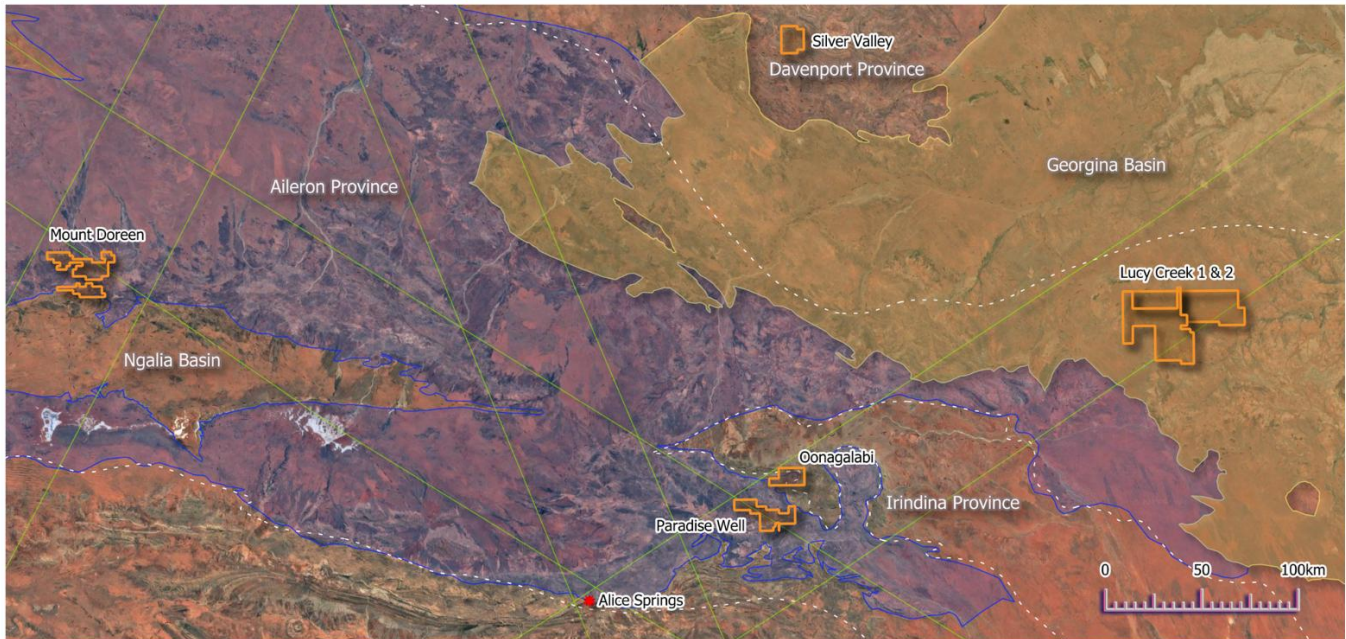 Silver Valley
Davenport Province
Georgina Basin
Aileron Province
Mount Doreen
Lucy Creek 1 & 2
Ngalia Basin
Oonagalabi
Irindina Province
Paradise Well
0 50 100km
Alice Springs